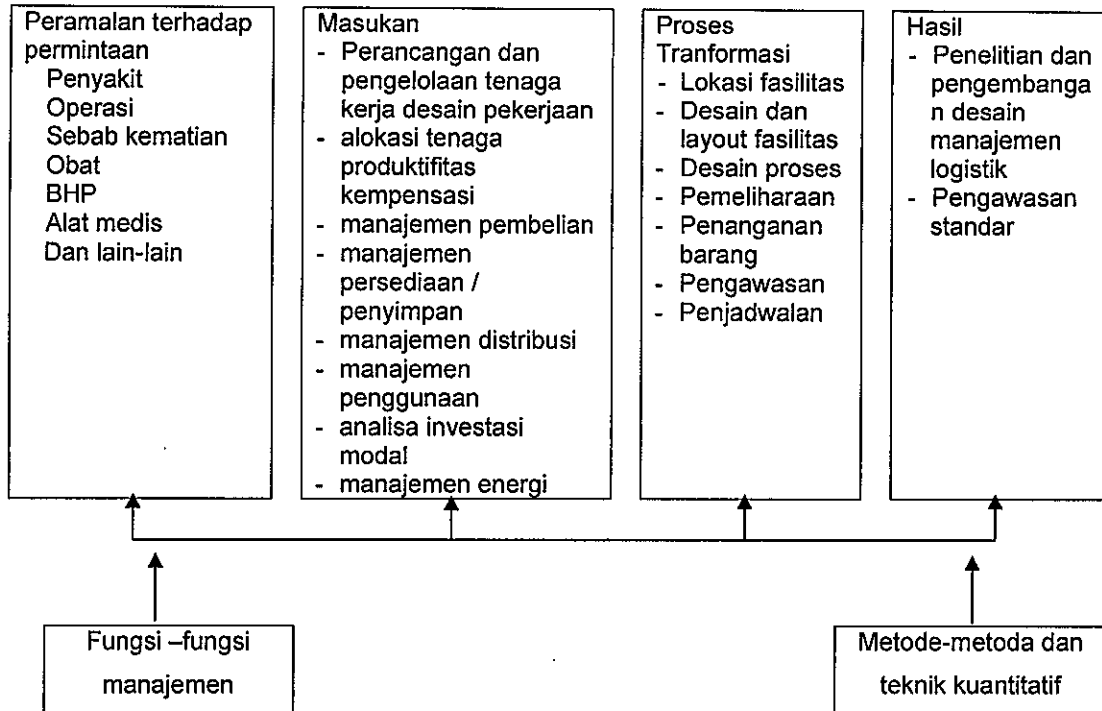 Peramalan terhadap
permintaan
Penyakit
Operasi
Sebab kematian
Obat
BHP
Alat medis
Dan lain-lain
Masukan
- Perancangan dan
pengelolaan tenaga
kerja desain pekerjaan
- alokasi tenaga
produktifitas
kempensasi
- manajemen pembelian
- manajemen
persediaan /
penyimpan
- manajemen distribusi
- manajemen
penggunaan
- analisa investasi
modal
- manajemen energi
Proses
Tranformasi
- Lokasi fasilitas
- Desain dan
layout fasilitas
- Desain proses
- Pemeliharaan
- Penanganan
barang
- Pengawasan
- Penjadwalan
Hasil
- Penelitian dan
pengembanga
n desain
manajemen
logistik
- Pengawasan
standar
Fungsi –fungsi
manajemen
Metode-metoda dan
teknik kuantitatif